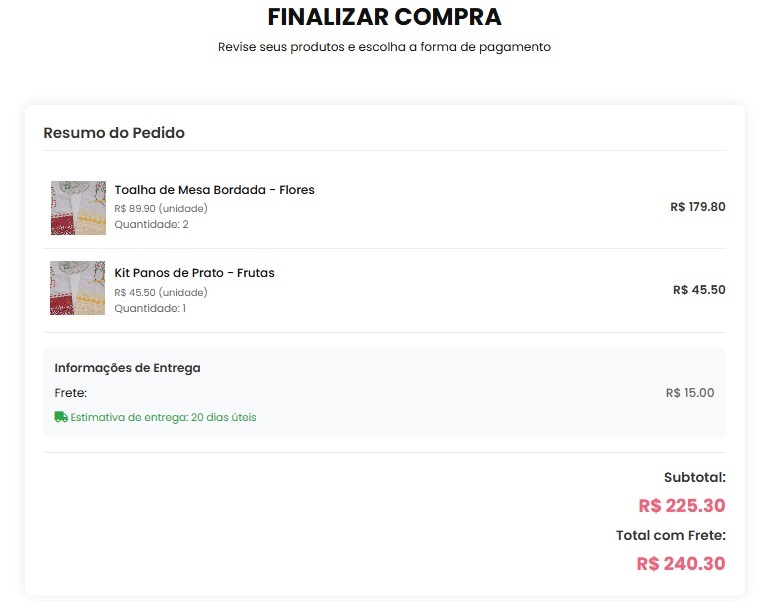 FINALIZAR COMPRA
Revise seus produtos e escolha a forma de pagamento
Resumo do Pedido
Toalha de Mesa Bordada - Flores
R$ 89.90 (unidade)
Quantidade: 2
R$ 179.80
Kit Panos de Prato - Frutas
R$ 45.50 (unidade)
Quantidade: 1
R$ 45.50
Informações de Entrega
Frete:
R$ 15.00
Estimativa de entrega: 20 dias úteis
Subtotal:
R$ 225.30
Total com Frete:
R$ 240.30